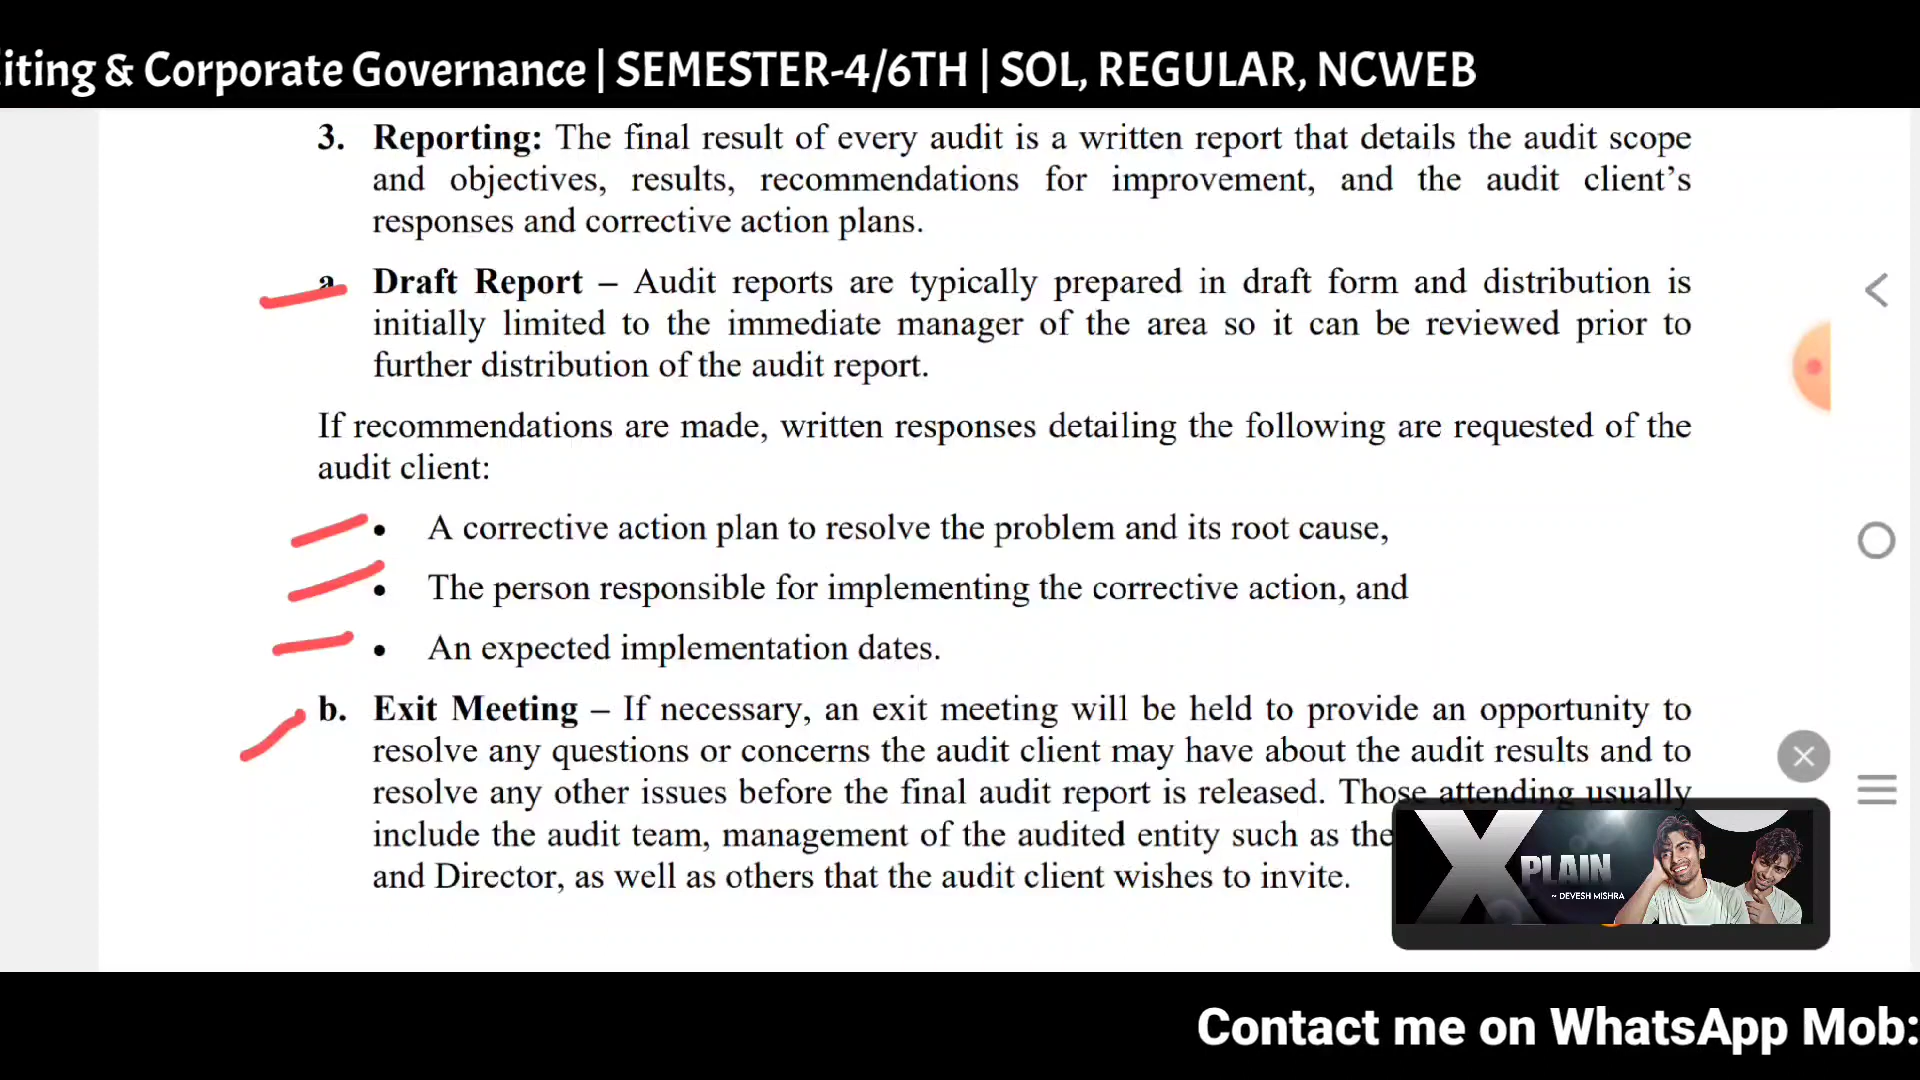 iting & Corporate Governance | SEMESTER-4/6TH | SOL, REGULAR, NCWEB
3. Reporting: The final result of every audit is a written report that details the audit scope
and objectives, results, recommendations for improvement, and the audit client's
responses and corrective action plans.
a. Draft Report – Audit reports are typically prepared in draft form and distribution is
initially limited to the immediate manager of the area so it can be reviewed prior to
further distribution of the audit report.
If recommendations are made, written responses detailing the following are requested of the
audit client:
• A corrective action plan to resolve the problem and its root cause,
• The person responsible for implementing the corrective action, and
• An expected implementation dates.
b. Exit Meeting – If necessary, an exit meeting will be held to provide an opportunity to
resolve any questions or concerns the audit client may have about the audit results and to
resolve any other issues before the final audit report is released. Those attending usually
include the audit team, management of the audited entity such as the
and Director, as well as others that the audit client wishes to invite.
XPLAIN
~ DEVESH MISHRA
Contact me on WhatsApp Mob: